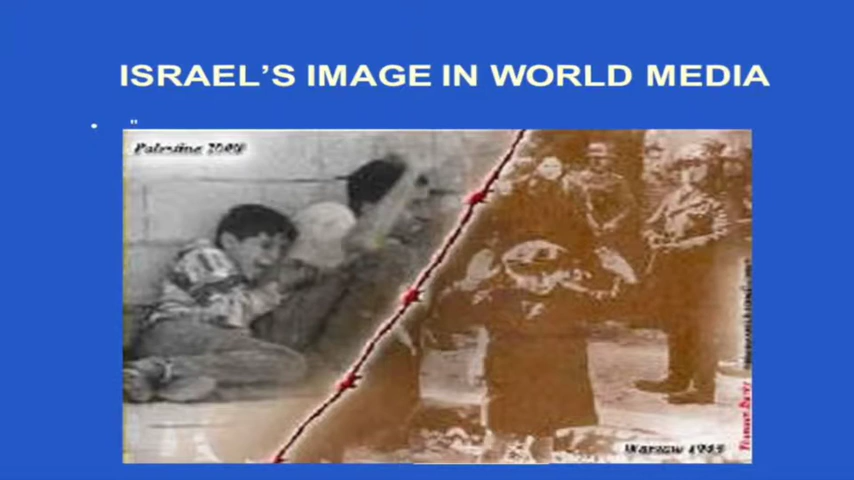 ISRAEL'S IMAGE IN WORLD MEDIA
• "
Palestine 2000
Warsaw 1943